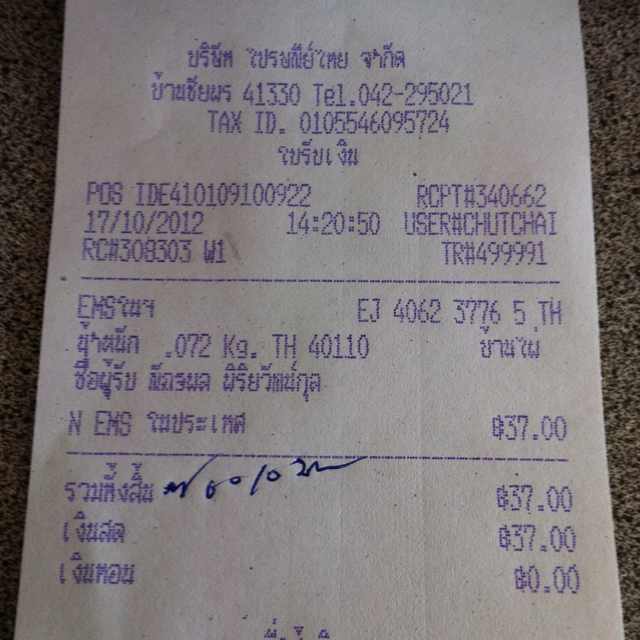 บริษัท ไปรษณีย์ไทย จำกัด
บ้านชัยพร 41330 Tel.042-295021
TAX ID. 0105546095724
ใบรับเงิน
POS IDE410109100922 RCPT#340662
17/10/2012 14:20:50 USER#CHUTCHAI
RC#308303 W1 TR#499991
EMSในฯ EJ 4062 3776 5 TH
น้ำหนัก .072 Kg. TH 40110 บ้านไผ่
ชื่อผู้รับ
N EMS ในประเทศ ฿37.00
รวมทั้งสิ้น ฿37.00
เงินสด ฿37.00
เงินทอน ฿0.00